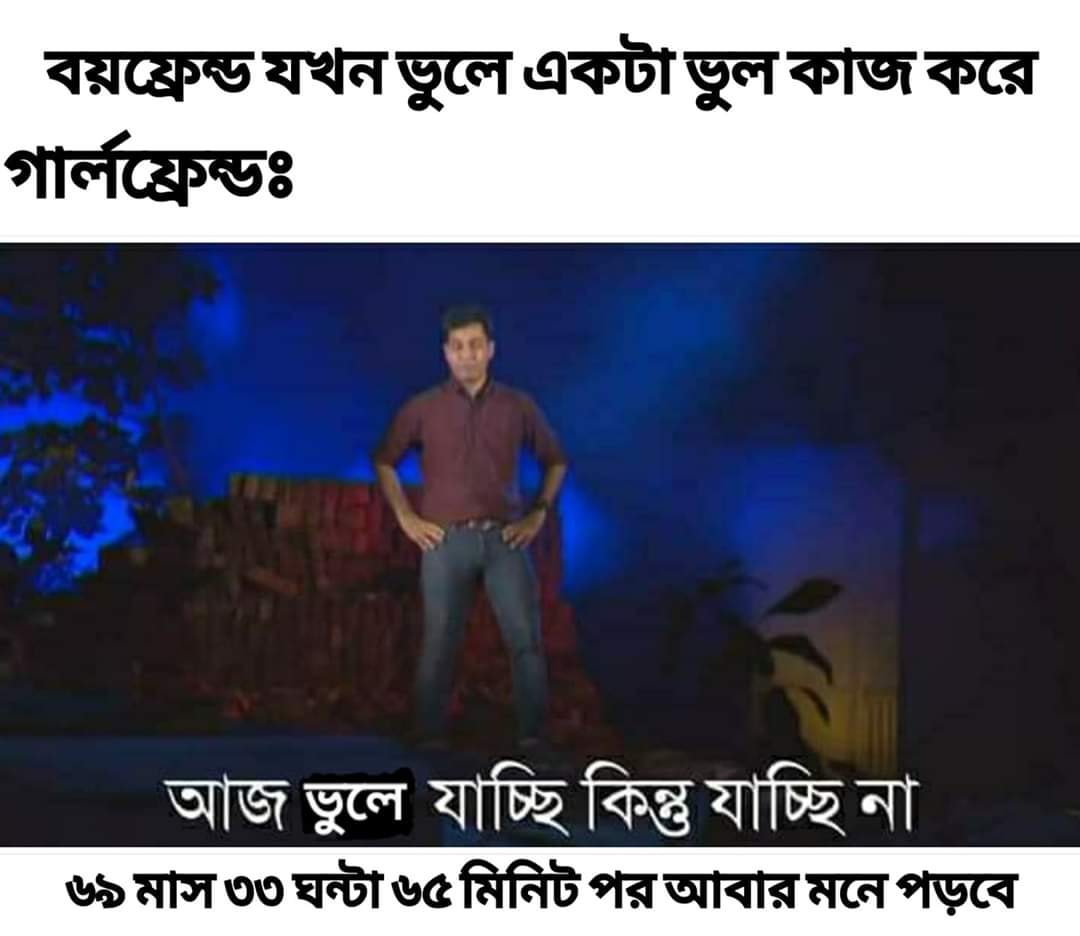 বয়ফ্রেন্ড যখন ভুলে একটা ভুল কাজ করে
গার্লফ্রেন্ডঃ
আজ ভুলে যাচ্ছি কিন্তু যাচ্ছি না
৬৯ মাস ৩৩ ঘন্টা ৬৫ মিনিট পর আবার মনে পড়বে